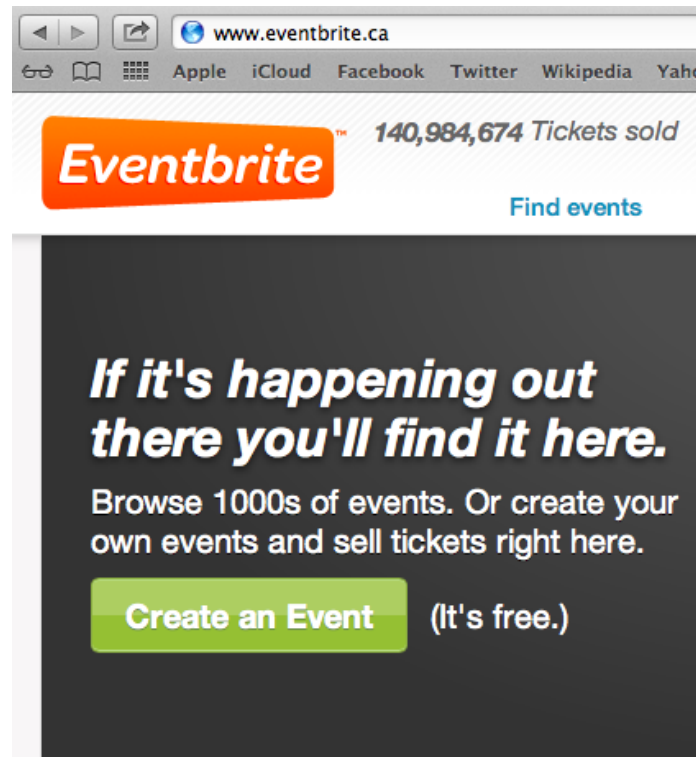 www.eventbrite.ca
Apple iCloud Facebook Twitter Wikipedia
Eventbrite™ 140,984,674 Tickets sold
Find events
If it's happening out
there you'll find it here.
Browse 1000s of events. Or create your
own events and sell tickets right here.
Create an Event (It's free.)